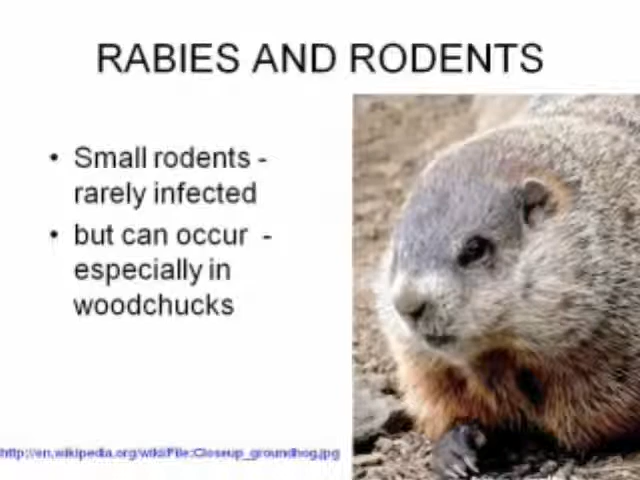 RABIES AND RODENTS
• Small rodents -
rarely infected
• but can occur -
especially in
woodchucks
http://en.wikipedia.org/wiki/File:Closeup_groundhog.jpg